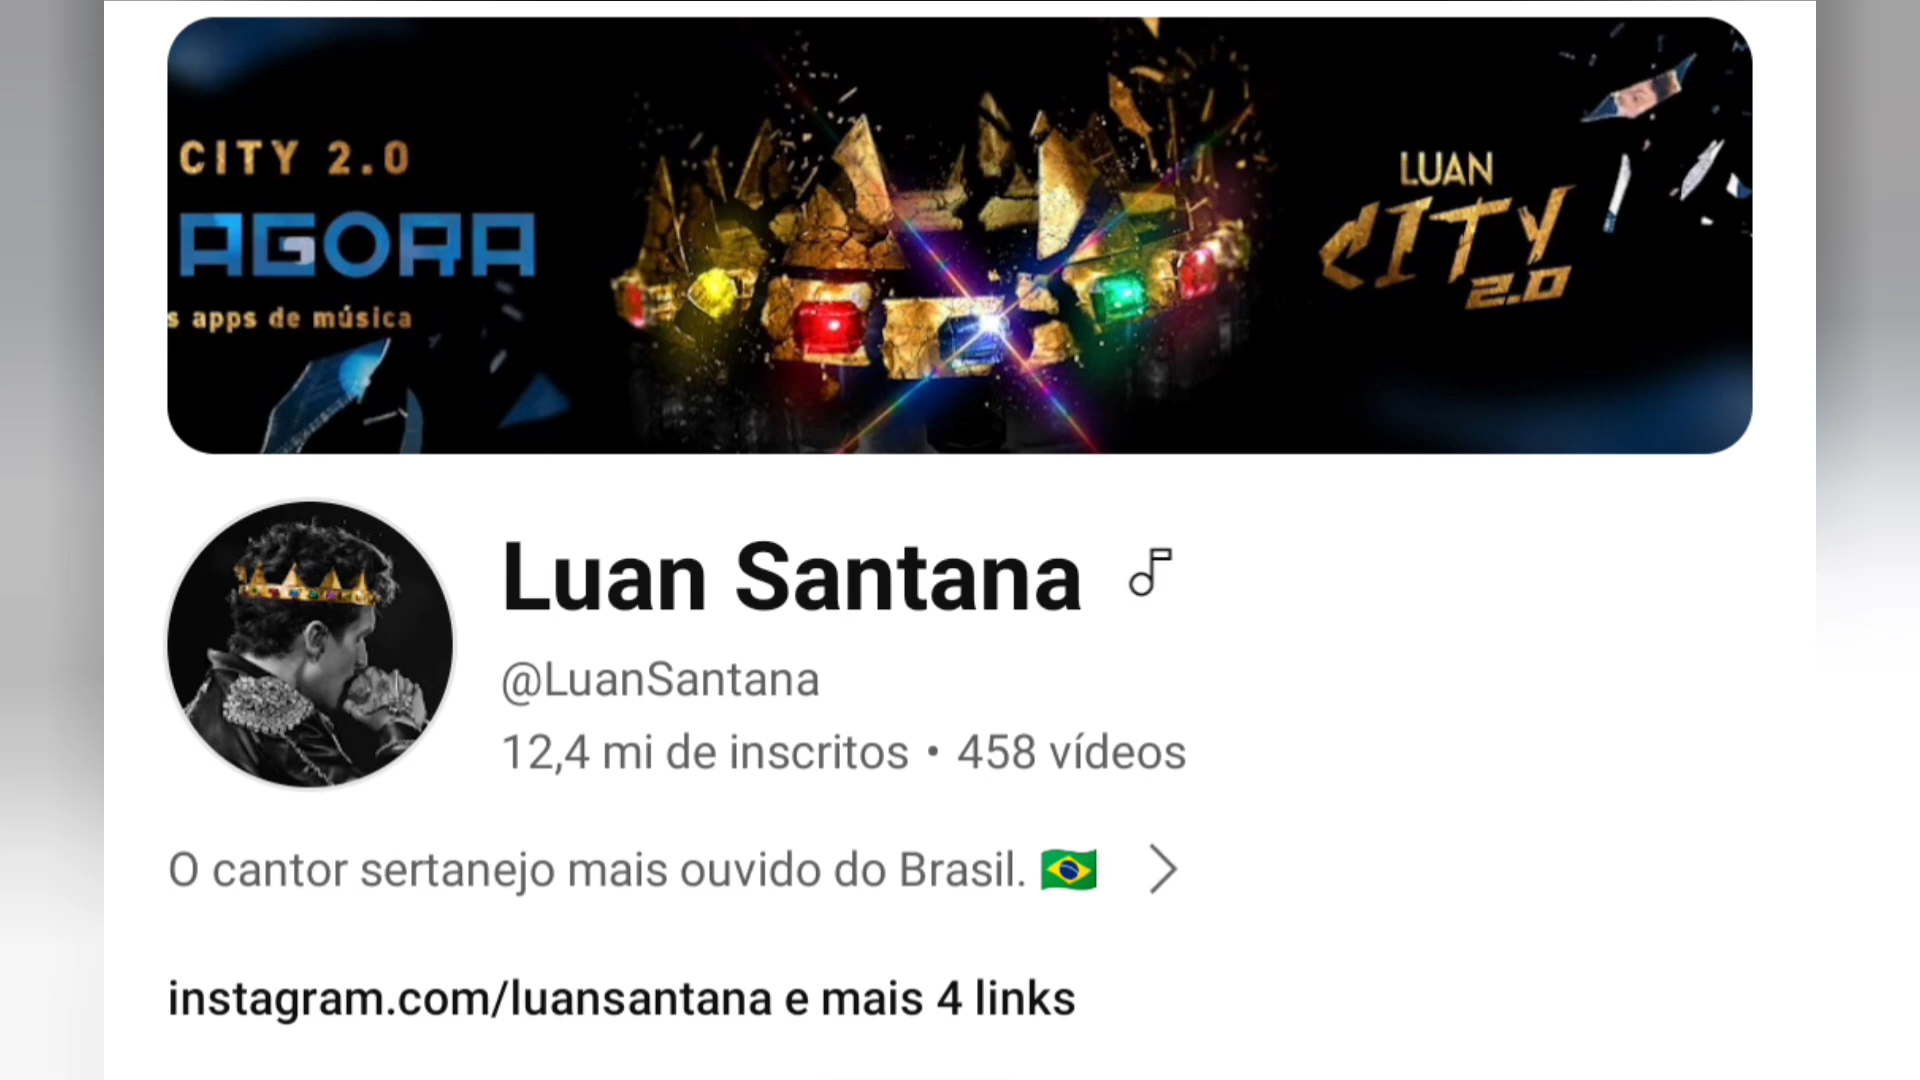 CITY 2.0
AGORA
s apps de música
LUAN
CITY
2.0
Luan Santana
@LuanSantana
12,4 mi de inscritos • 458 vídeos
O cantor sertanejo mais ouvido do Brasil. 🇧🇷
instagram.com/luansantana e mais 4 links